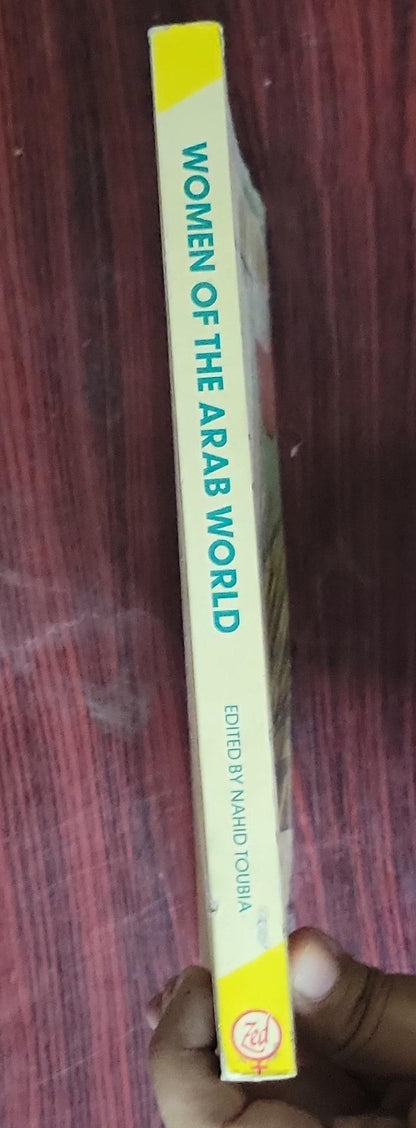 WOMEN OF THE ARAB WORLD
EDITED BY NAHID TOUBIA
Zed